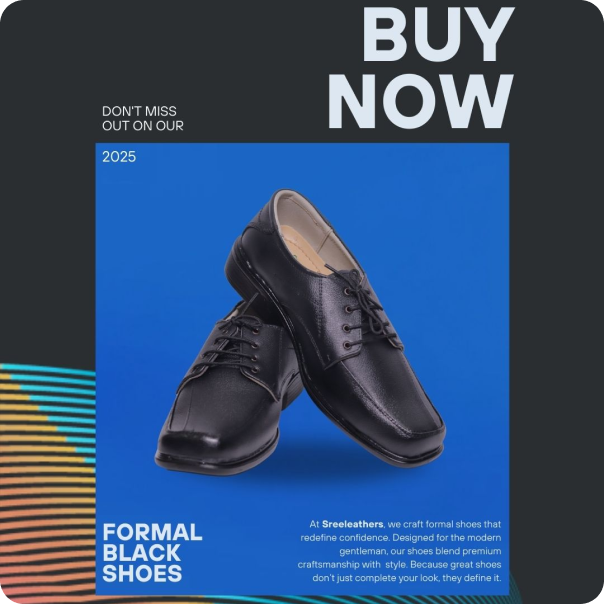 BUY
NOW
DON'T MISS
OUT ON OUR
2025
FORMAL
BLACK
SHOES
At Sreeleathers, we craft formal shoes that
redefine confidence. Designed for the modern
gentleman, our shoes blend premium
craftsmanship with style. Because great shoes
don't just complete your look, they define it.